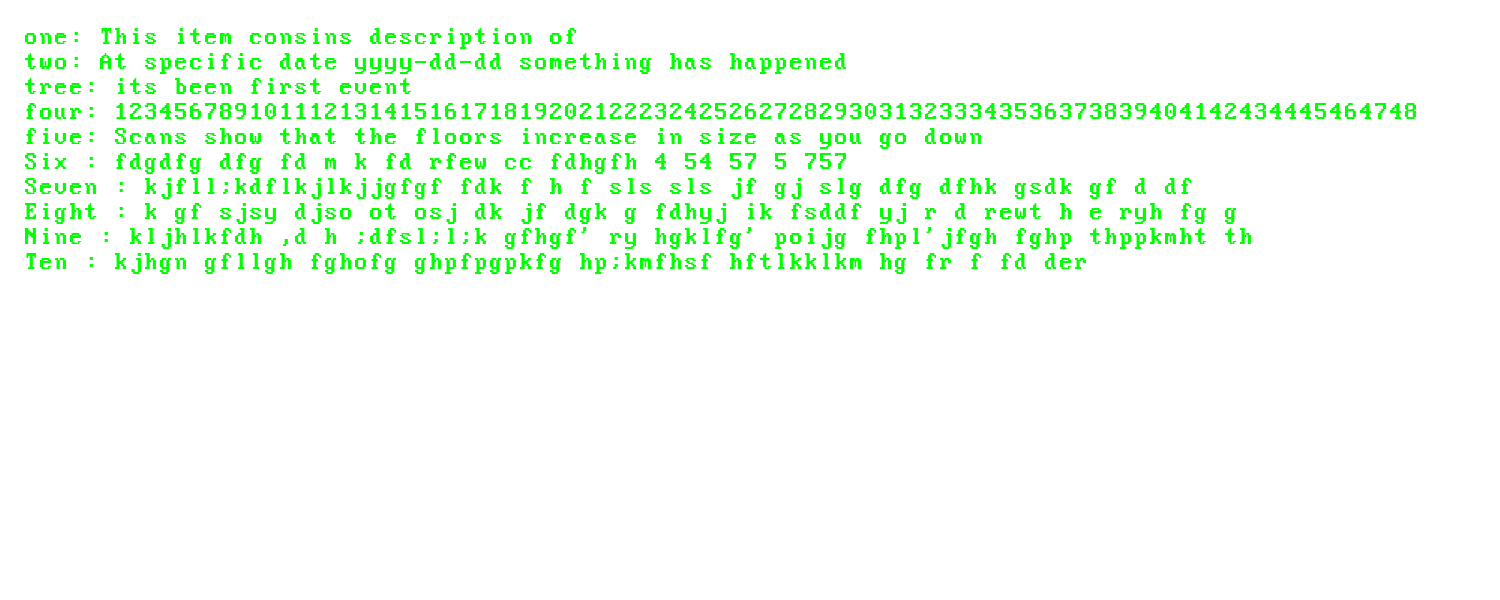 one: This item consins description of
two: At specific date yyyy-dd-dd something has happened
tree: its been first event
four: 123456789101112131415161718192021222324252627282930313233343536373839404142434445464748
five: Scans show that the floors increase in size as you go down
Six : fdgdfg dfg fd m k fd rfew cc fdhgfh 4 54 57 5 757
Seven : kjfll;kdflkjlkjjgfgf fdk f h f sls sls jf gj slg dfg dfhk gsdk gf d df
Eight : k gf sjsy djso ot osj dk jf dgk g fdhyj ik fsddf yj r d rewt h e ryh fg g
Nine : kljhlkfdh ,d h ;dfsl;l;k gfhgf' ry hgklfg' poijg fhpl'jfgh fghp thppkmht th
Ten : kjhgn gfllgh fghofg ghpfpgpkfg hp;kmfhsf hftlkklkm hg fr f fd der